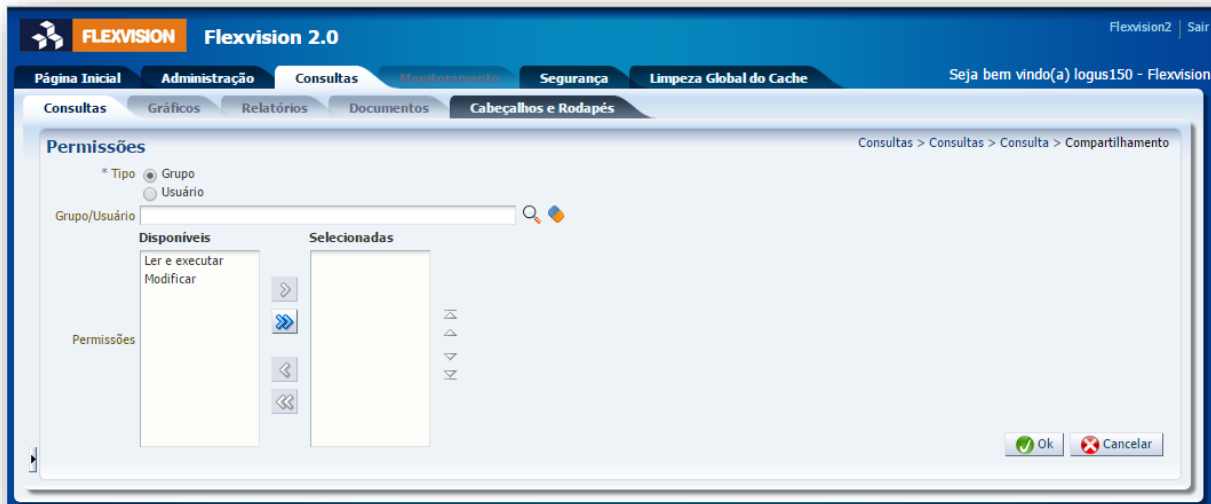 FLEXVISION Flexvision 2.0 Flexvision2 | Sair
Página Inicial Administração Consultas Monitoramento Segurança Limpeza Global do Cache Seja bem vindo(a) logus150 - Flexvision
Consultas Gráficos Relatórios Documentos Cabeçalhos e Rodapés
Permissões Consultas > Consultas > Consulta > Compartilhamento
* Tipo Grupo
Usuário
Grupo/Usuário
Disponíveis Selecionadas
Ler e executar
Modificar
Permissões
Ok Cancelar